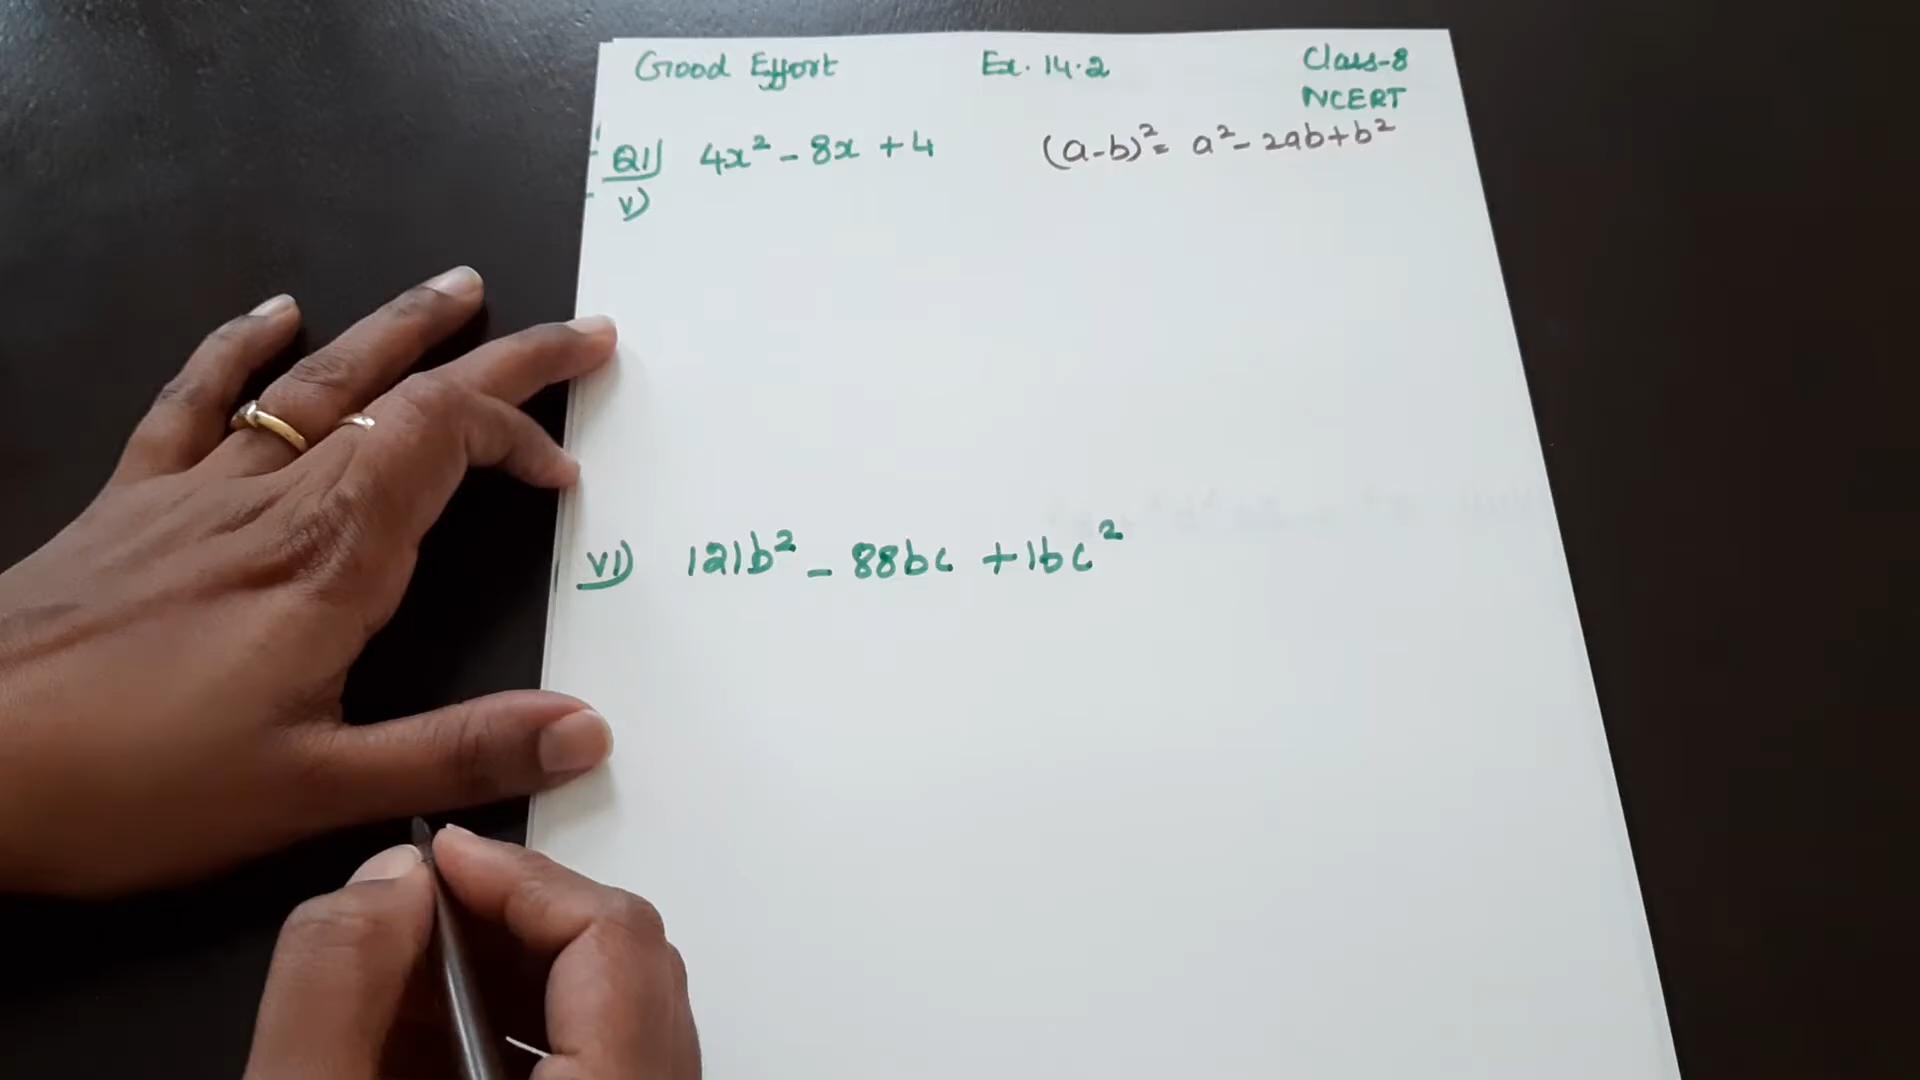 Good Effort Ex. 14.2 Class-8
NCERT
Q1) 4x² - 8x + 4 (a-b)² = a² - 2ab + b²
v)
vi) 121b² - 88bc + 16c²